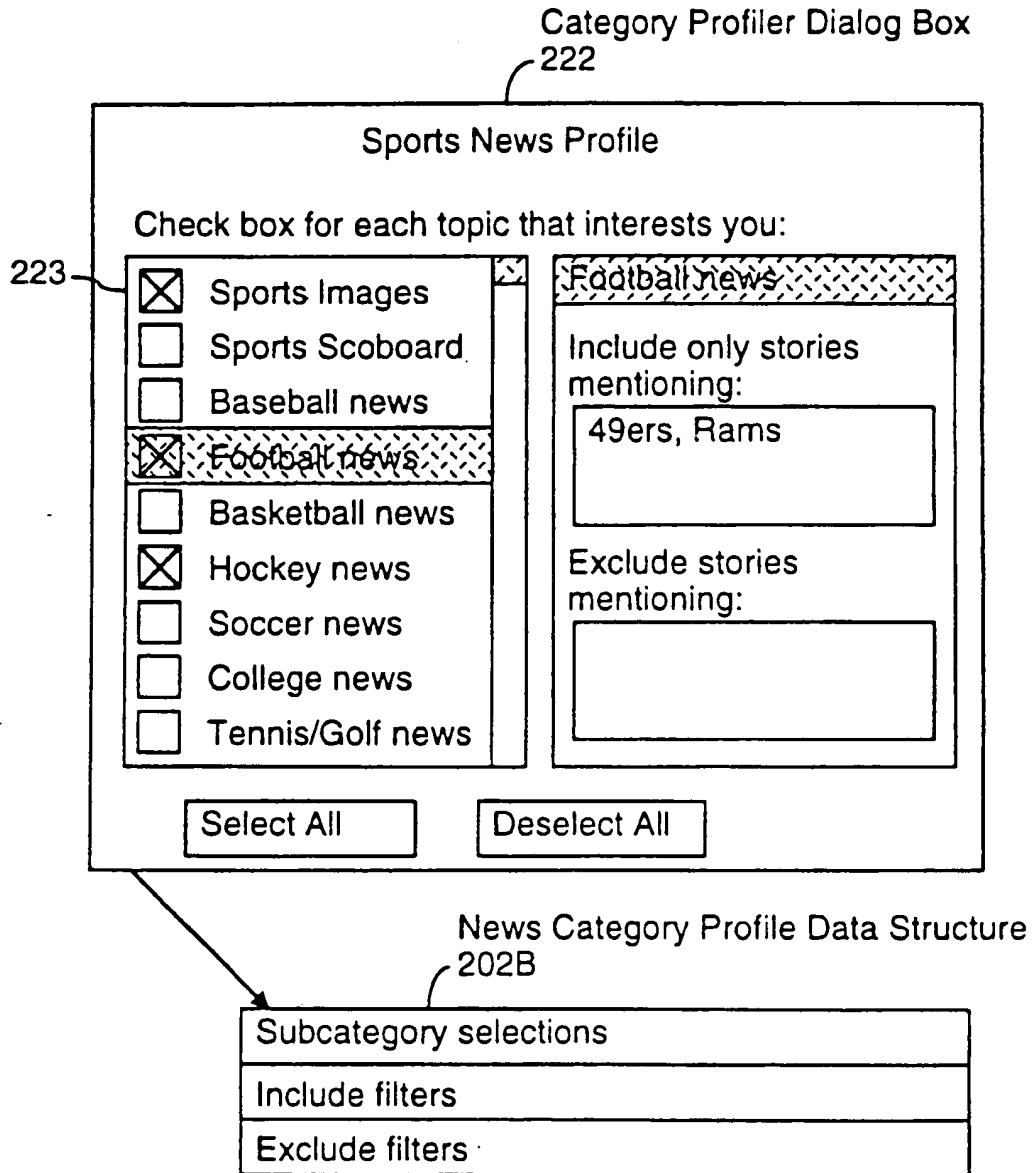 Category Profiler Dialog Box
222
Sports News Profile
Check box for each topic that interests you:
223
Sports Images
Sports Scoboard
Baseball news
Football news
Basketball news
Hockey news
Soccer news
College news
Tennis/Golf news
Football news
Include only stories
mentioning:
49ers, Rams
Exclude stories
mentioning:
Select All
Deselect All
News Category Profile Data Structure
202B
Subcategory selections
Include filters
Exclude filters